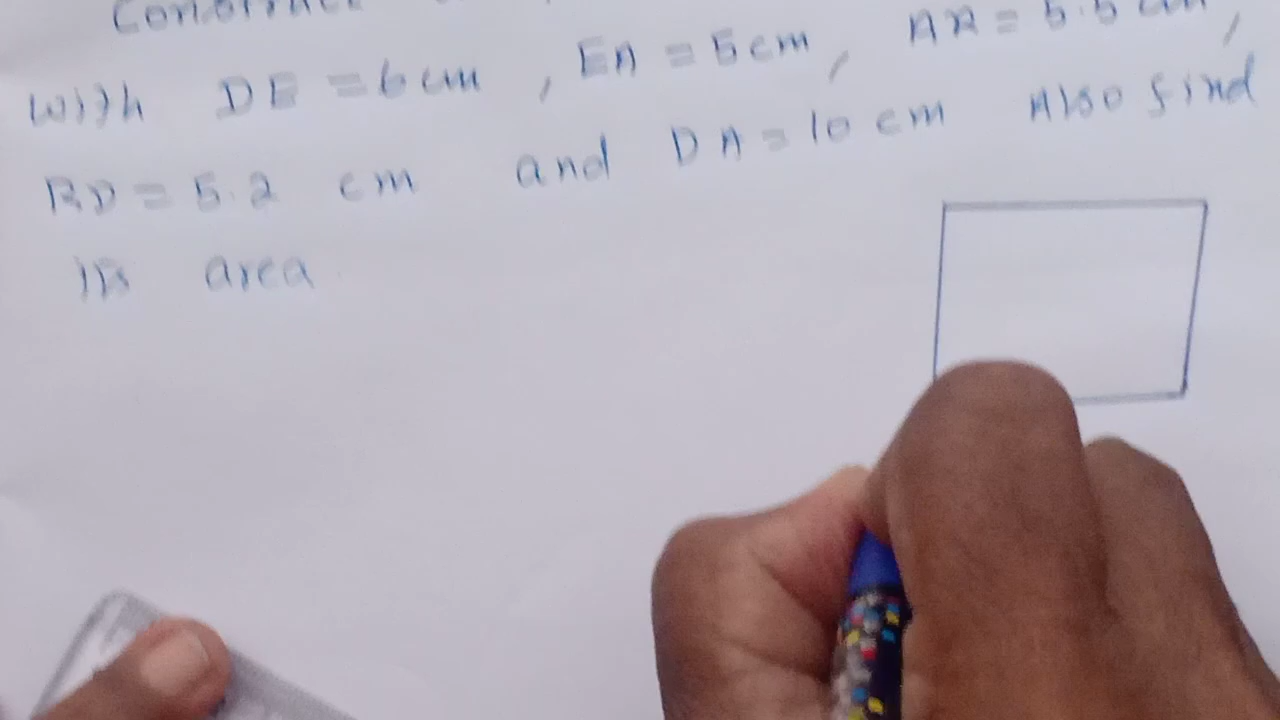 Construct
With DE = 6 cm, EA = 5 cm, AR = 5.5 cm,
RD = 5.2 cm and DA = 10 cm Also find
its area